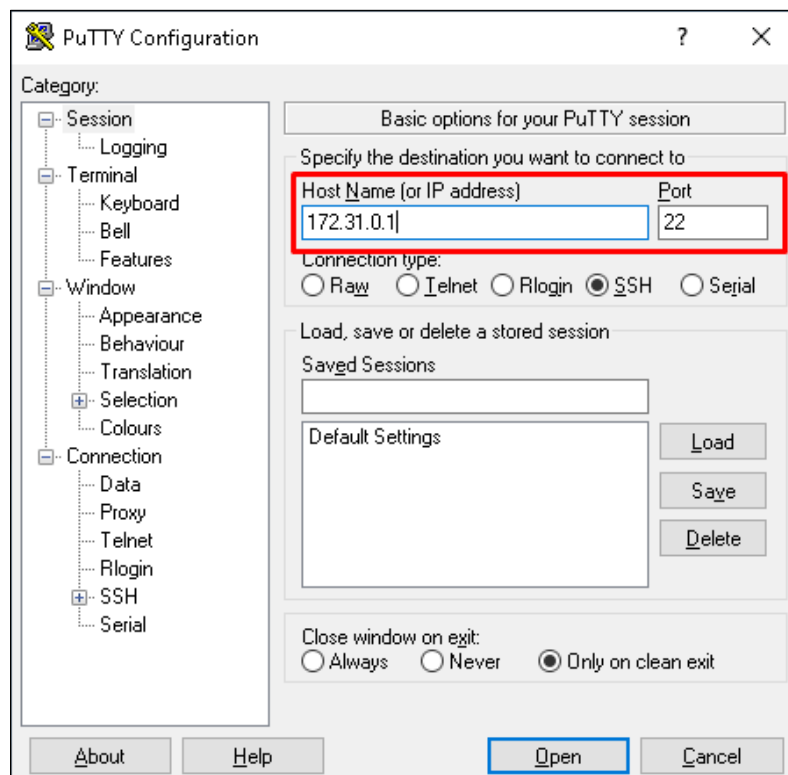 PuTTY Configuration
?
Category:
Session
Logging
Terminal
Keyboard
Bell
Features
Window
Appearance
Behaviour
Translation
Selection
Colours
Connection
Data
Proxy
Telnet
Rlogin
SSH
Serial
Basic options for your PuTTY session
Specify the destination you want to connect to
Host Name (or IP address) Port
172.31.0.1 22
Connection type:
Raw Telnet Rlogin SSH Serial
Load, save or delete a stored session
Saved Sessions
Default Settings
Load
Save
Delete
Close window on exit:
Always Never Only on clean exit
About Help Open Cancel